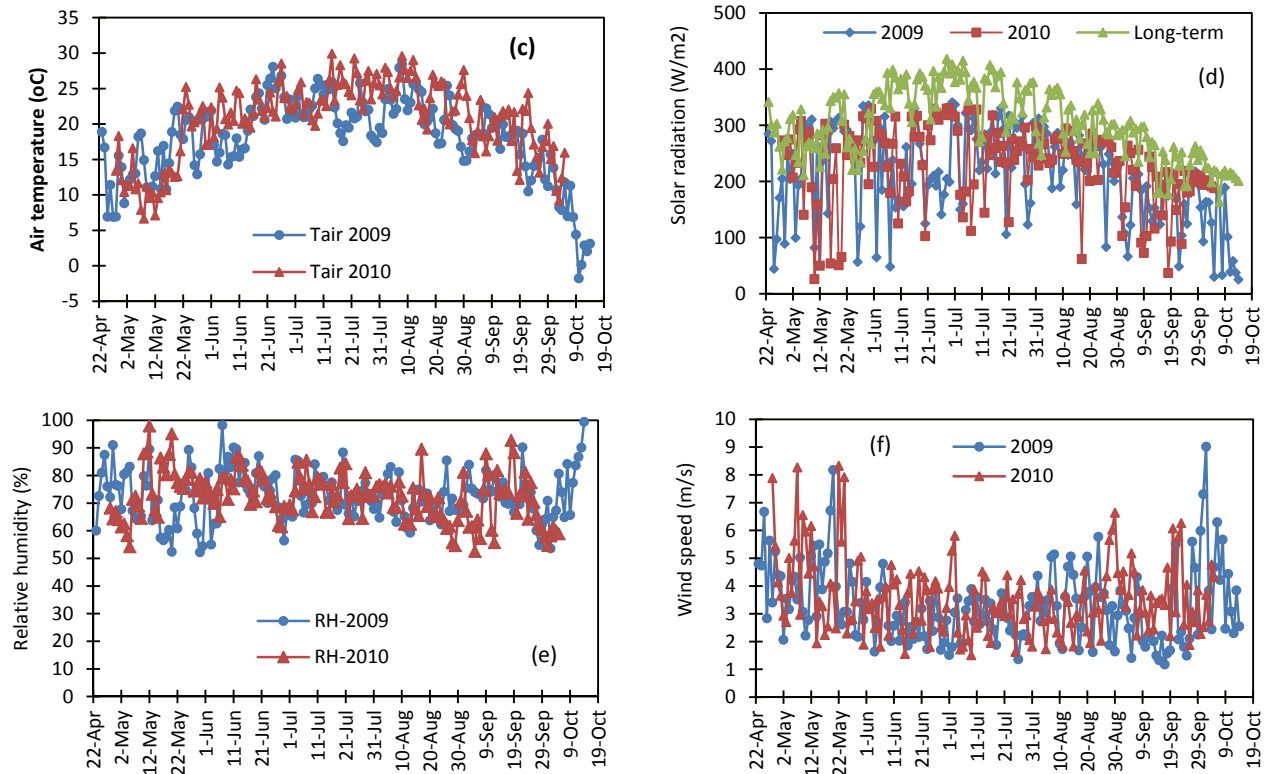 35
30
25
20
15
10
5
0
-5
Air temperature (oC)
(c)
Tair 2009
Tair 2010
22-Apr
2-May
12-May
22-May
1-Jun
11-Jun
21-Jun
1-Jul
11-Jul
21-Jul
31-Jul
10-Aug
20-Aug
30-Aug
9-Sep
19-Sep
29-Sep
9-Oct
19-Oct
500
400
300
200
100
0
Solar radiation (W/m2)
2009 2010 Long-term
(d)
22-Apr
2-May
12-May
22-May
1-Jun
11-Jun
21-Jun
1-Jul
11-Jul
21-Jul
31-Jul
10-Aug
20-Aug
30-Aug
9-Sep
19-Sep
29-Sep
9-Oct
19-Oct
100
90
80
70
60
50
40
30
20
10
0
Relative humidity (%)
RH-2009
RH-2010
(e)
22-Apr
2-May
12-May
22-May
1-Jun
11-Jun
21-Jun
1-Jul
11-Jul
21-Jul
31-Jul
10-Aug
20-Aug
30-Aug
9-Sep
19-Sep
29-Sep
9-Oct
19-Oct
10
9
8
7
6
5
4
3
2
1
0
Wind speed (m/s)
(f)
2009
2010
22-Apr
2-May
12-May
22-May
1-Jun
11-Jun
21-Jun
1-Jul
11-Jul
21-Jul
31-Jul
10-Aug
20-Aug
30-Aug
9-Sep
19-Sep
29-Sep
9-Oct
19-Oct